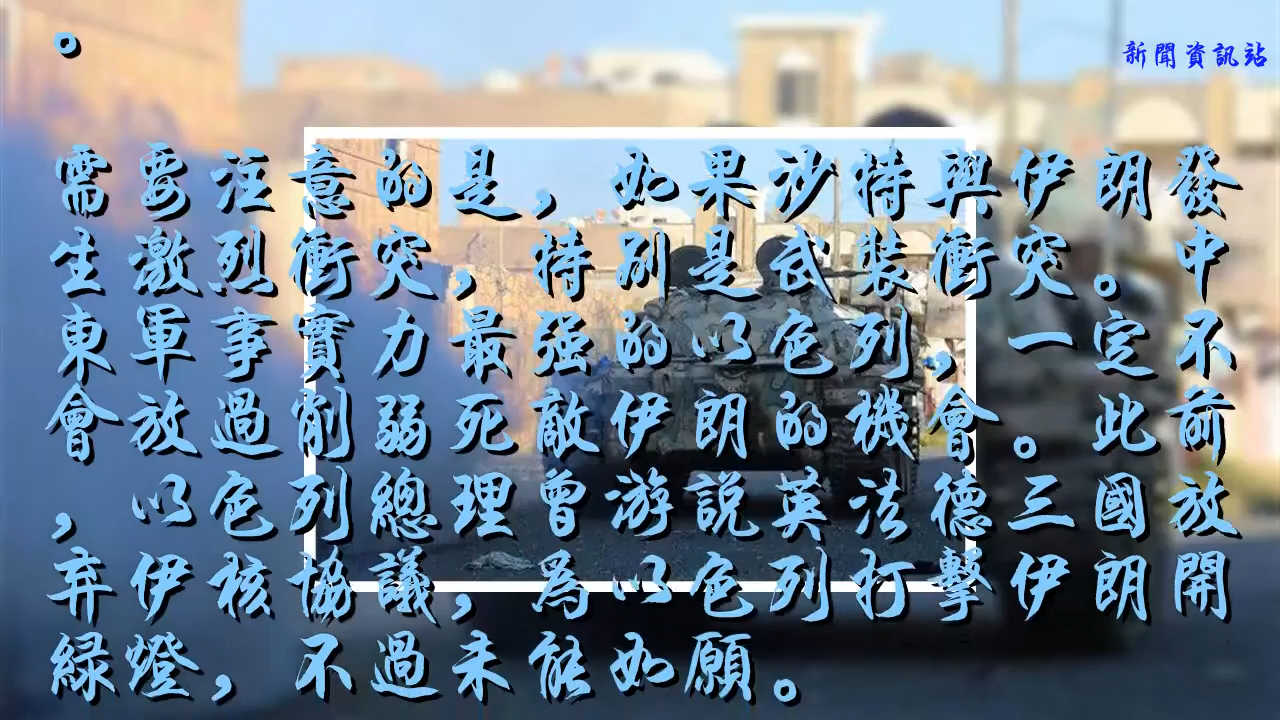 。
新聞資訊站
需要注意的是，如果沙特與伊朗發
生激烈衝突，特別是武裝衝突。中
東軍事實力最强的以色列，一定不
會放過削弱死敵伊朗的機會。此前
，以色列總理曾游說英法德三國放
弃伊核協議，為以色列打擊伊朗開
緑燈，不過未能如願。